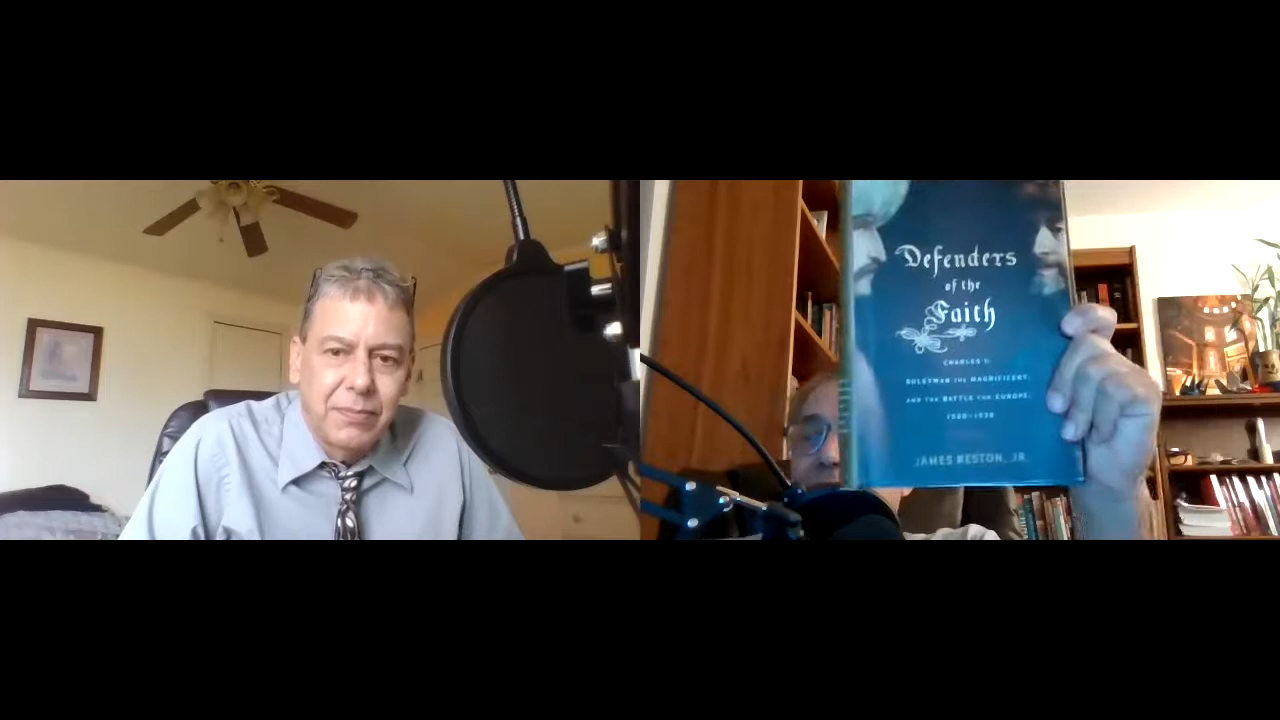 Defenders
of the
Faith
CHARLES V,
SULEYMAN THE MAGNIFICENT,
AND THE BATTLE FOR EUROPE,
1520–1536
JAMES RESTON, JR.